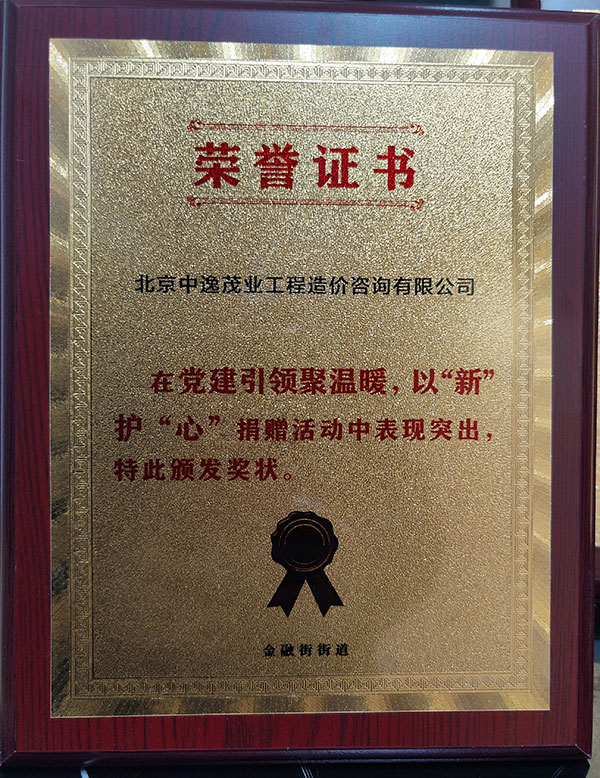 荣誉证书
北京中逸茂业工程造价咨询有限公司
在党建引领聚温暖，以“新”
护“心”捐赠活动中表现突出，
特此颁发奖状。
金融街街道